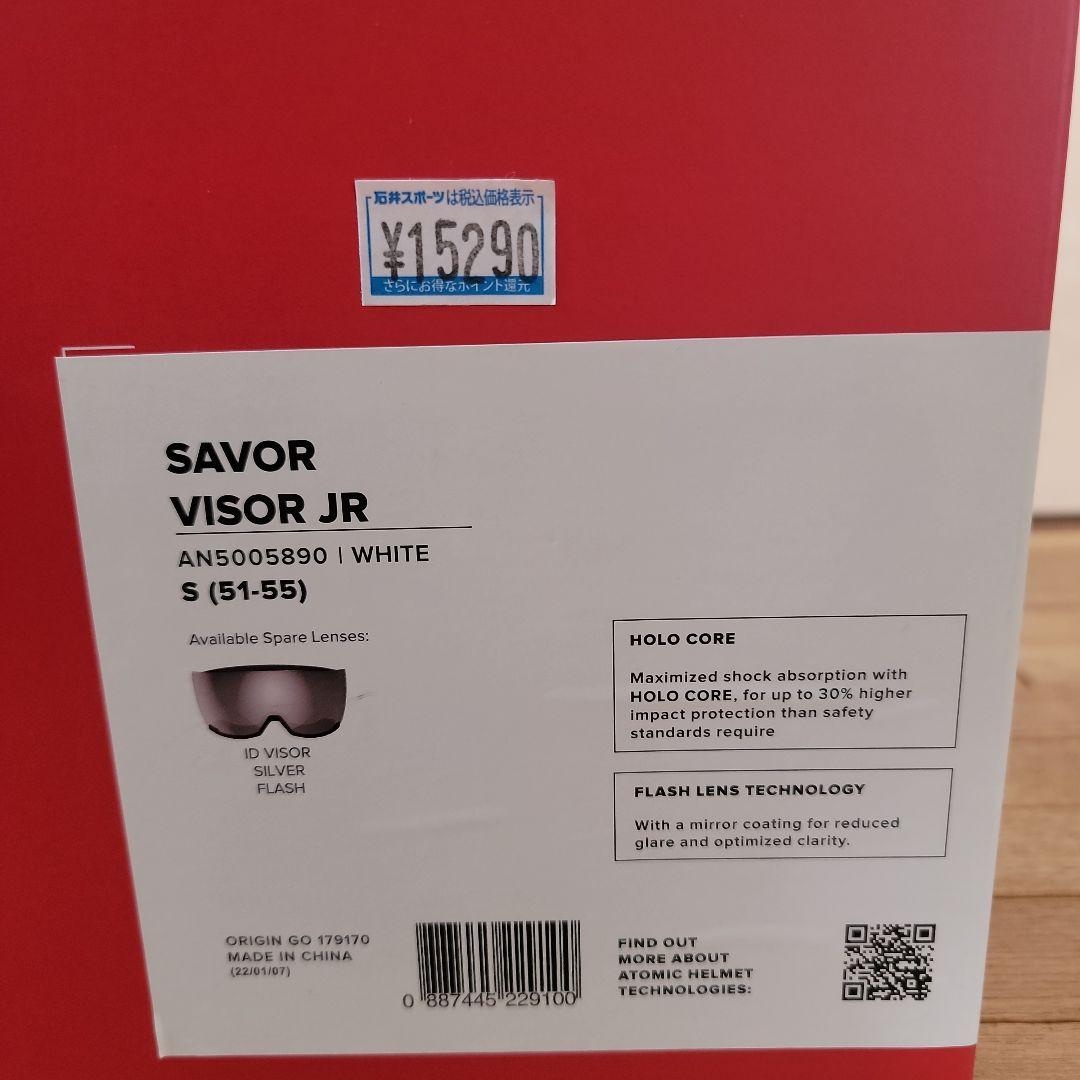 石井スポーツは税込価格表示
¥15290
さらにお得なポイント還元
SAVOR
VISOR JR
AN5005890 | WHITE
S (51-55)
Available Spare Lenses:
ID VISOR
SILVER
FLASH
HOLO CORE
Maximized shock absorption with
HOLO CORE, for up to 30% higher
impact protection than safety
standards require
FLASH LENS TECHNOLOGY
With a mirror coating for reduced
glare and optimized clarity.
ORIGIN GO 179170
MADE IN CHINA
(22/01/07)
0 887445 229100
FIND OUT
MORE ABOUT
ATOMIC HELMET
TECHNOLOGIES: